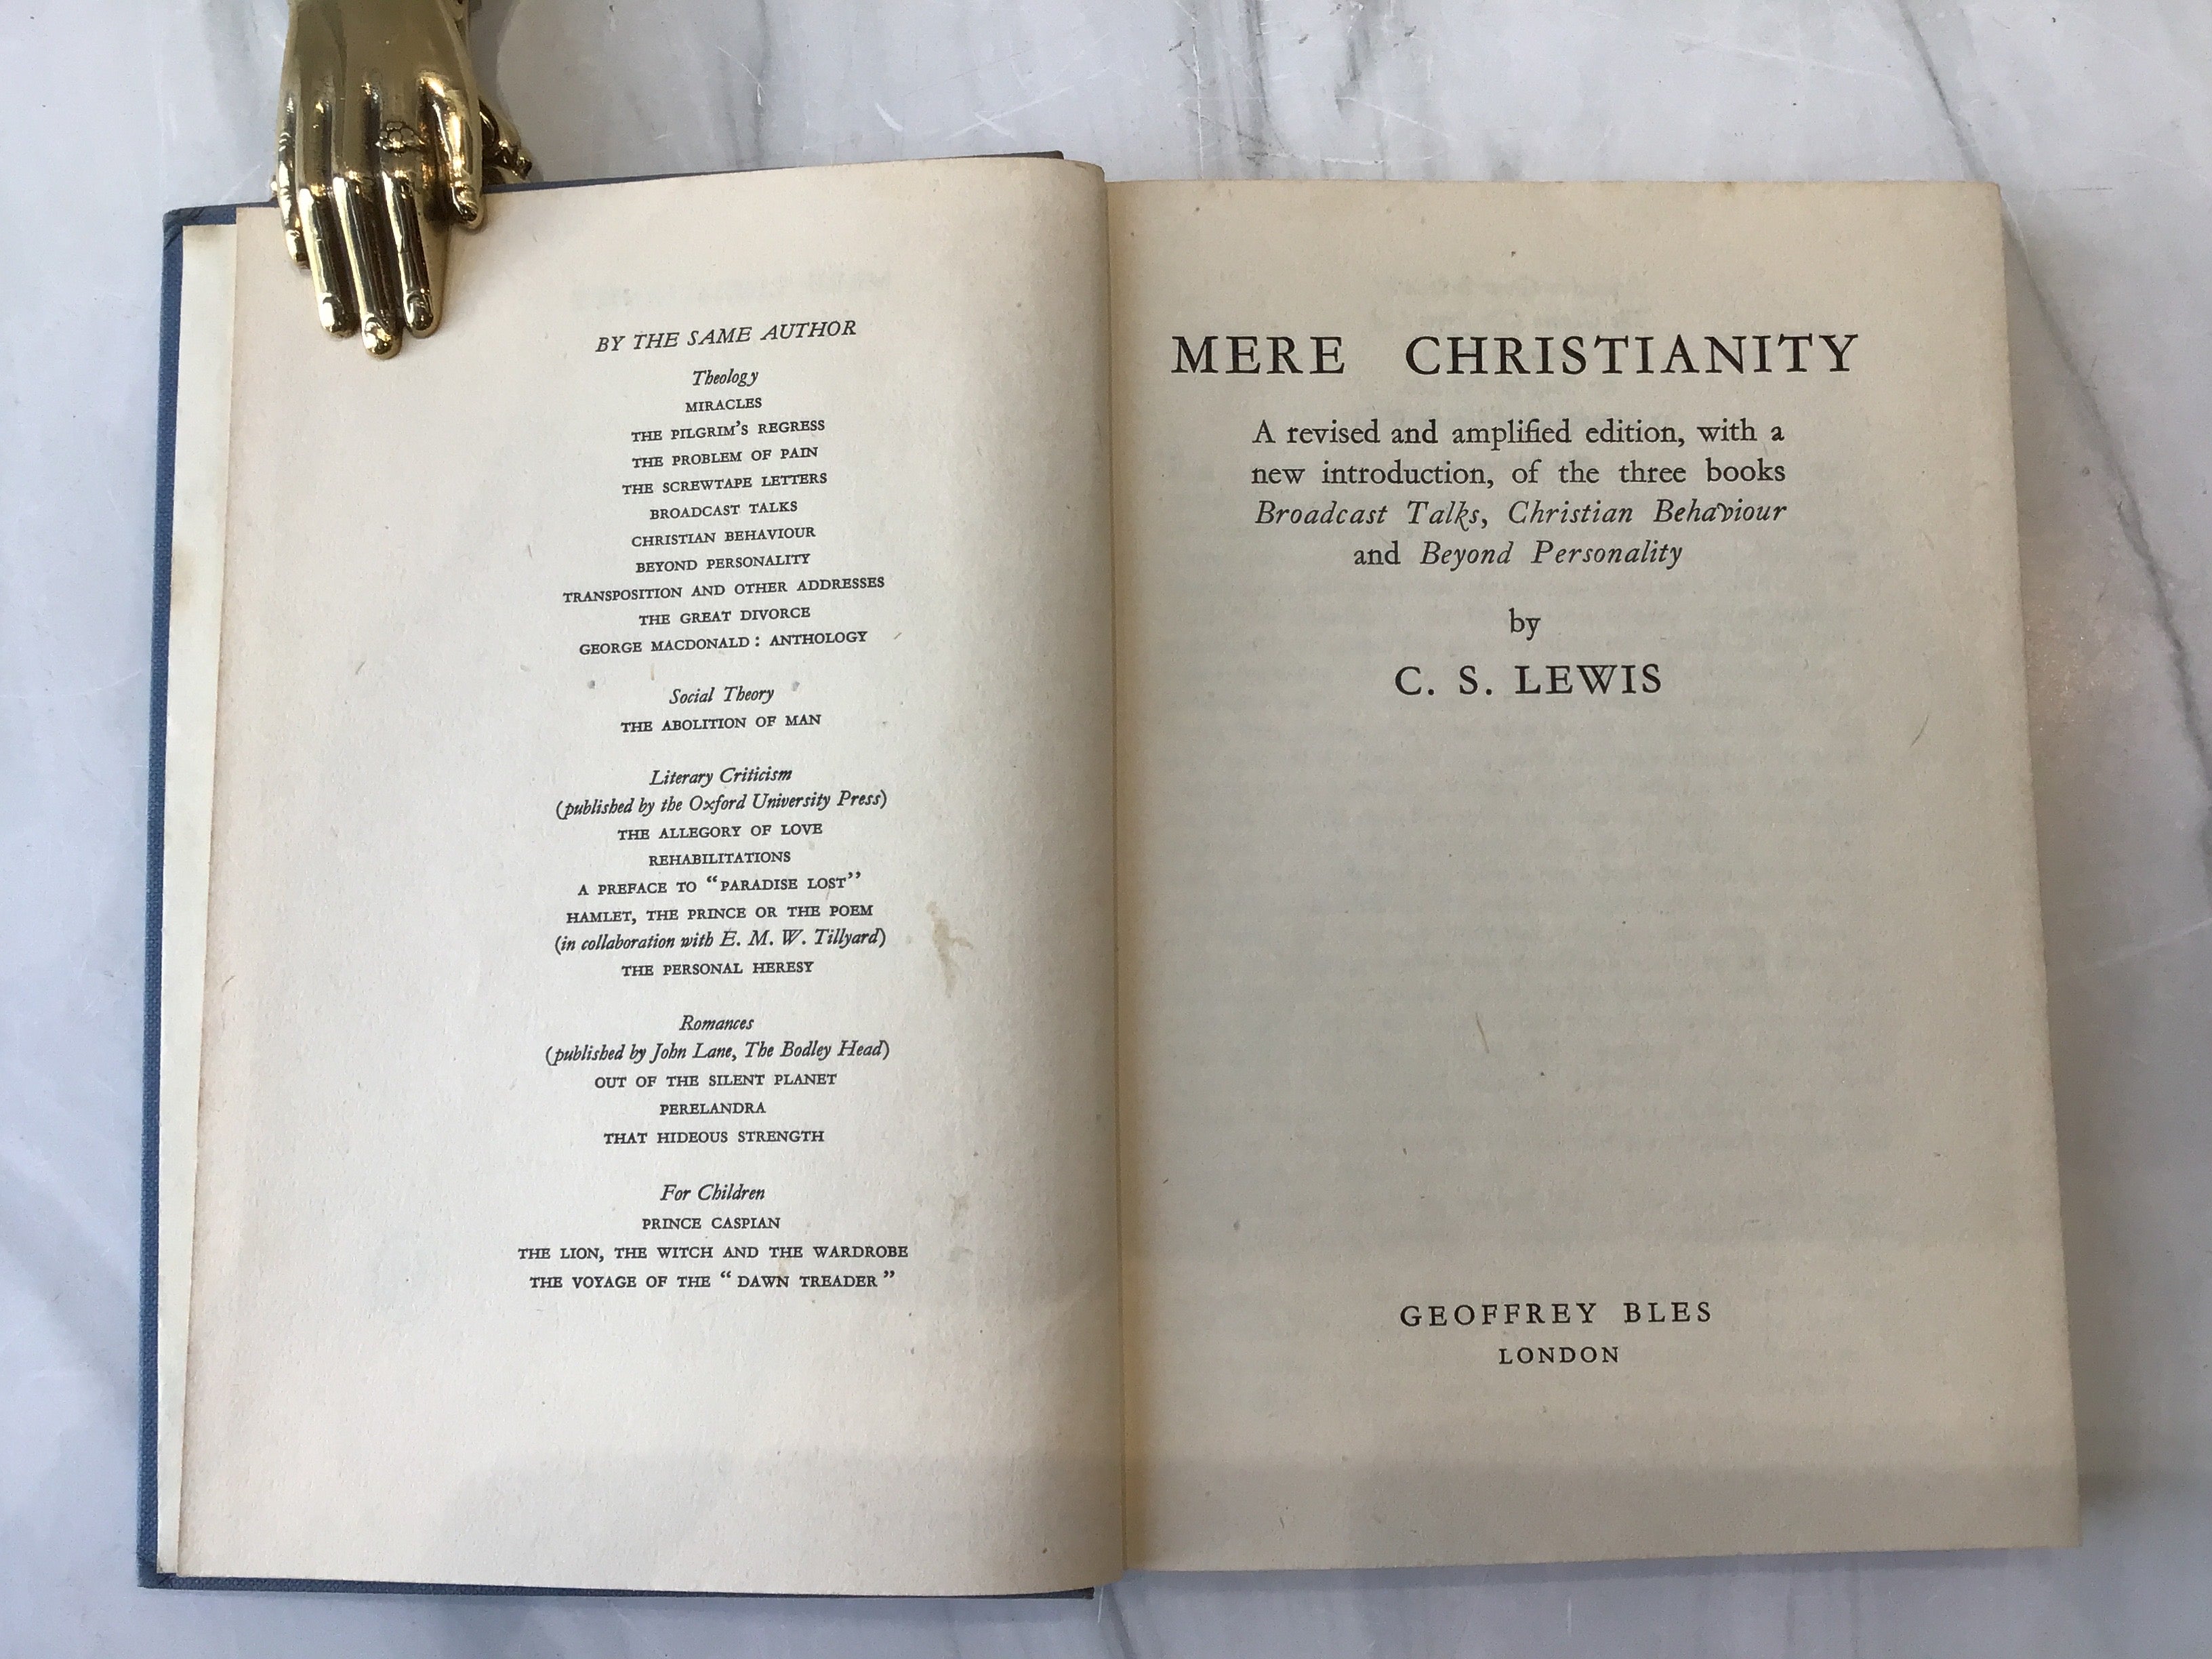 BY THE SAME AUTHOR
Theology
MIRACLES
THE PILGRIM'S REGRESS
THE PROBLEM OF PAIN
THE SCREWTAPE LETTERS
BROADCAST TALKS
CHRISTIAN BEHAVIOUR
BEYOND PERSONALITY
TRANSPOSITION AND OTHER ADDRESSES
THE GREAT DIVORCE
GEORGE MACDONALD: ANTHOLOGY
Social Theory
THE ABOLITION OF MAN
Literary Criticism
(published by the Oxford University Press)
THE ALLEGORY OF LOVE
REHABILITATIONS
A PREFACE TO "PARADISE LOST"
HAMLET, THE PRINCE OR THE POEM
(in collaboration with E. M. W. Tillyard)
THE PERSONAL HERESY
Romances
(published by John Lane, The Bodley Head)
OUT OF THE SILENT PLANET
PERELANDRA
THAT HIDEOUS STRENGTH
For Children
PRINCE CASPIAN
THE LION, THE WITCH AND THE WARDROBE
THE VOYAGE OF THE "DAWN TREADER"
MERE CHRISTIANITY
A revised and amplified edition, with a
new introduction, of the three books
Broadcast Talks, Christian Behaviour
and Beyond Personality
by
C. S. LEWIS
GEOFFREY BLES
LONDON